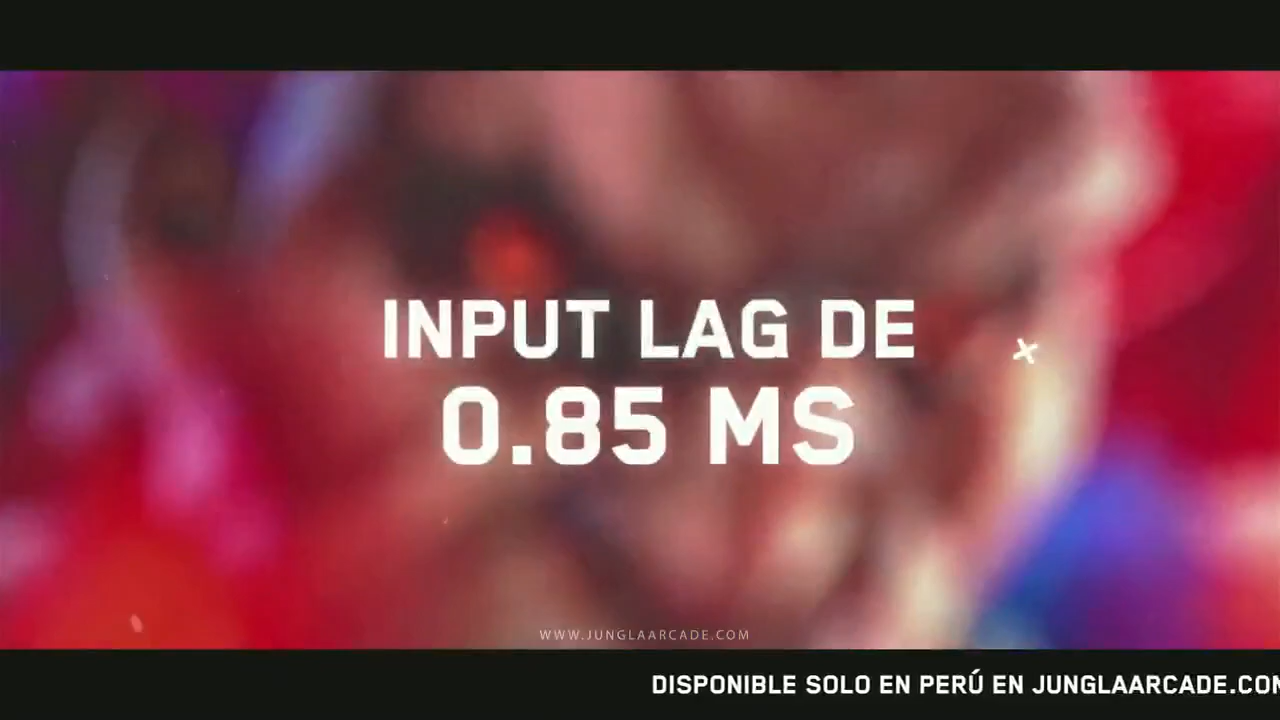 INPUT LAG DE
0.85 MS
WWW.JUNGLAARCADE.COM
DISPONIBLE SOLO EN PERÚ EN JUNGLAARCADE.COM